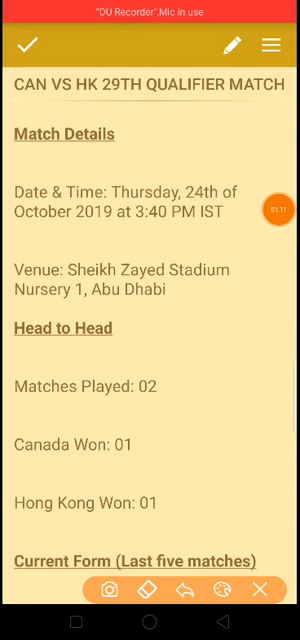 "DU Recorder",Mic in use
CAN VS HK 29TH QUALIFIER MATCH
Match Details
Date & Time: Thursday, 24th of
October 2019 at 3:40 PM IST
01:11
Venue: Sheikh Zayed Stadium
Nursery 1, Abu Dhabi
Head to Head
Matches Played: 02
Canada Won: 01
Hong Kong Won: 01
Current Form (Last five matches)